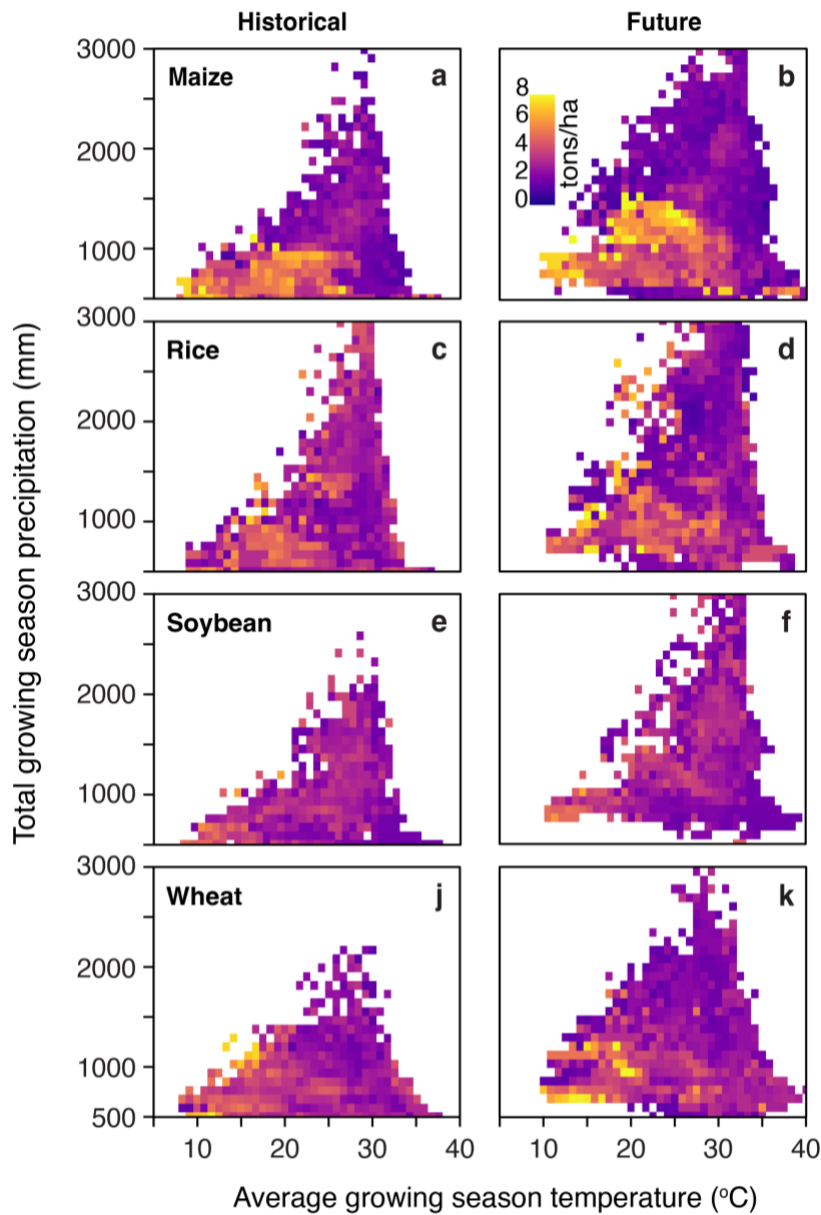 Historical Future
3000
Maize a b
8
6
4
2
0
tons/ha
2000
1000
3000
Rice c d
2000
1000
3000
Soybean e f
2000
1000
3000
Wheat j k
2000
1000
500
10 20 30 40 10 20 30 40
Total growing season precipitation (mm)
Average growing season temperature (ºC)